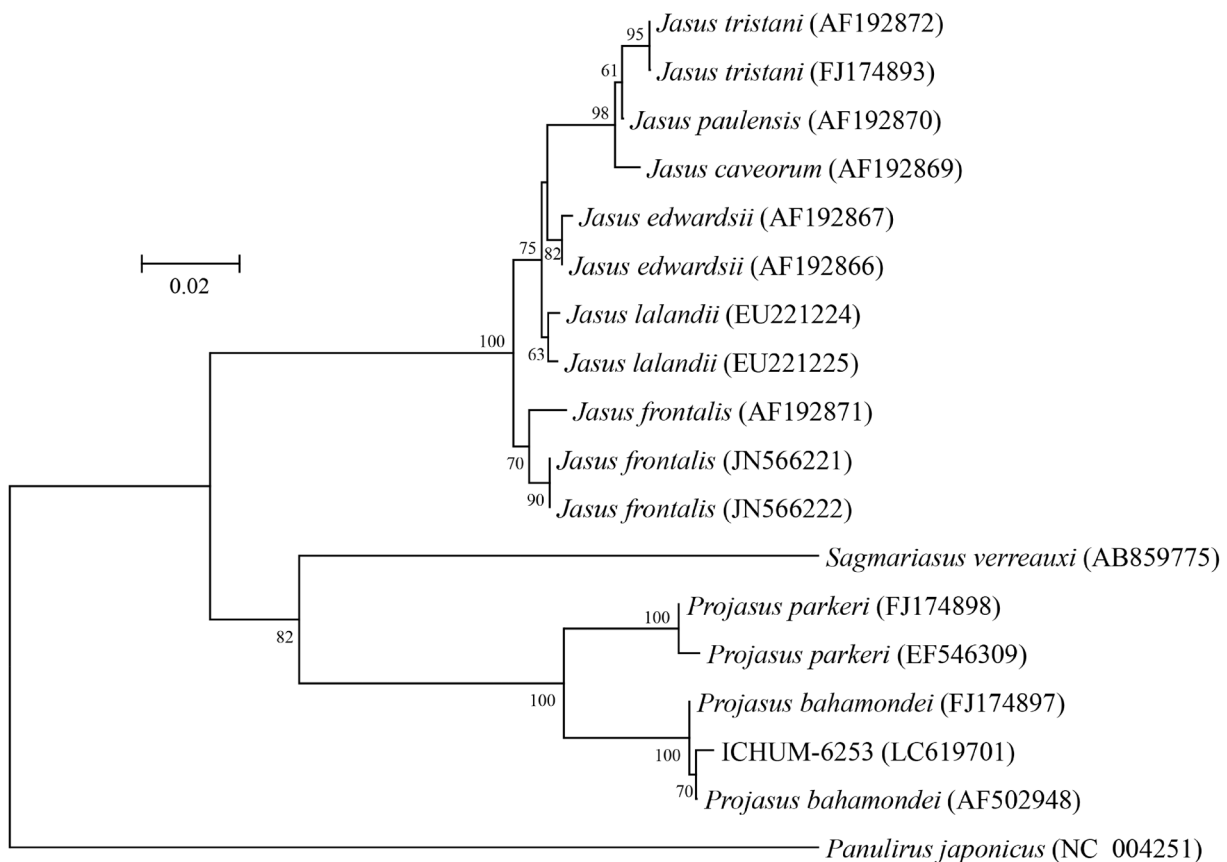 Jasus tristani (AF192872)
95
Jasus tristani (FJ174893)
61
Jasus paulensis (AF192870)
98
Jasus caveorum (AF192869)
Jasus edwardsii (AF192867)
75
82
Jasus edwardsii (AF192866)
0.02
Jasus lalandii (EU221224)
100
63
Jasus lalandii (EU221225)
Jasus frontalis (AF192871)
70
Jasus frontalis (JN566221)
90
Jasus frontalis (JN566222)
Sagmariasus verreauxi (AB859775)
82
Projasus parkeri (FJ174898)
100
Projasus parkeri (EF546309)
100
Projasus bahamondei (FJ174897)
100
ICHUM-6253 (LC619701)
70
Projasus bahamondei (AF502948)
Panulirus japonicus (NC_004251)